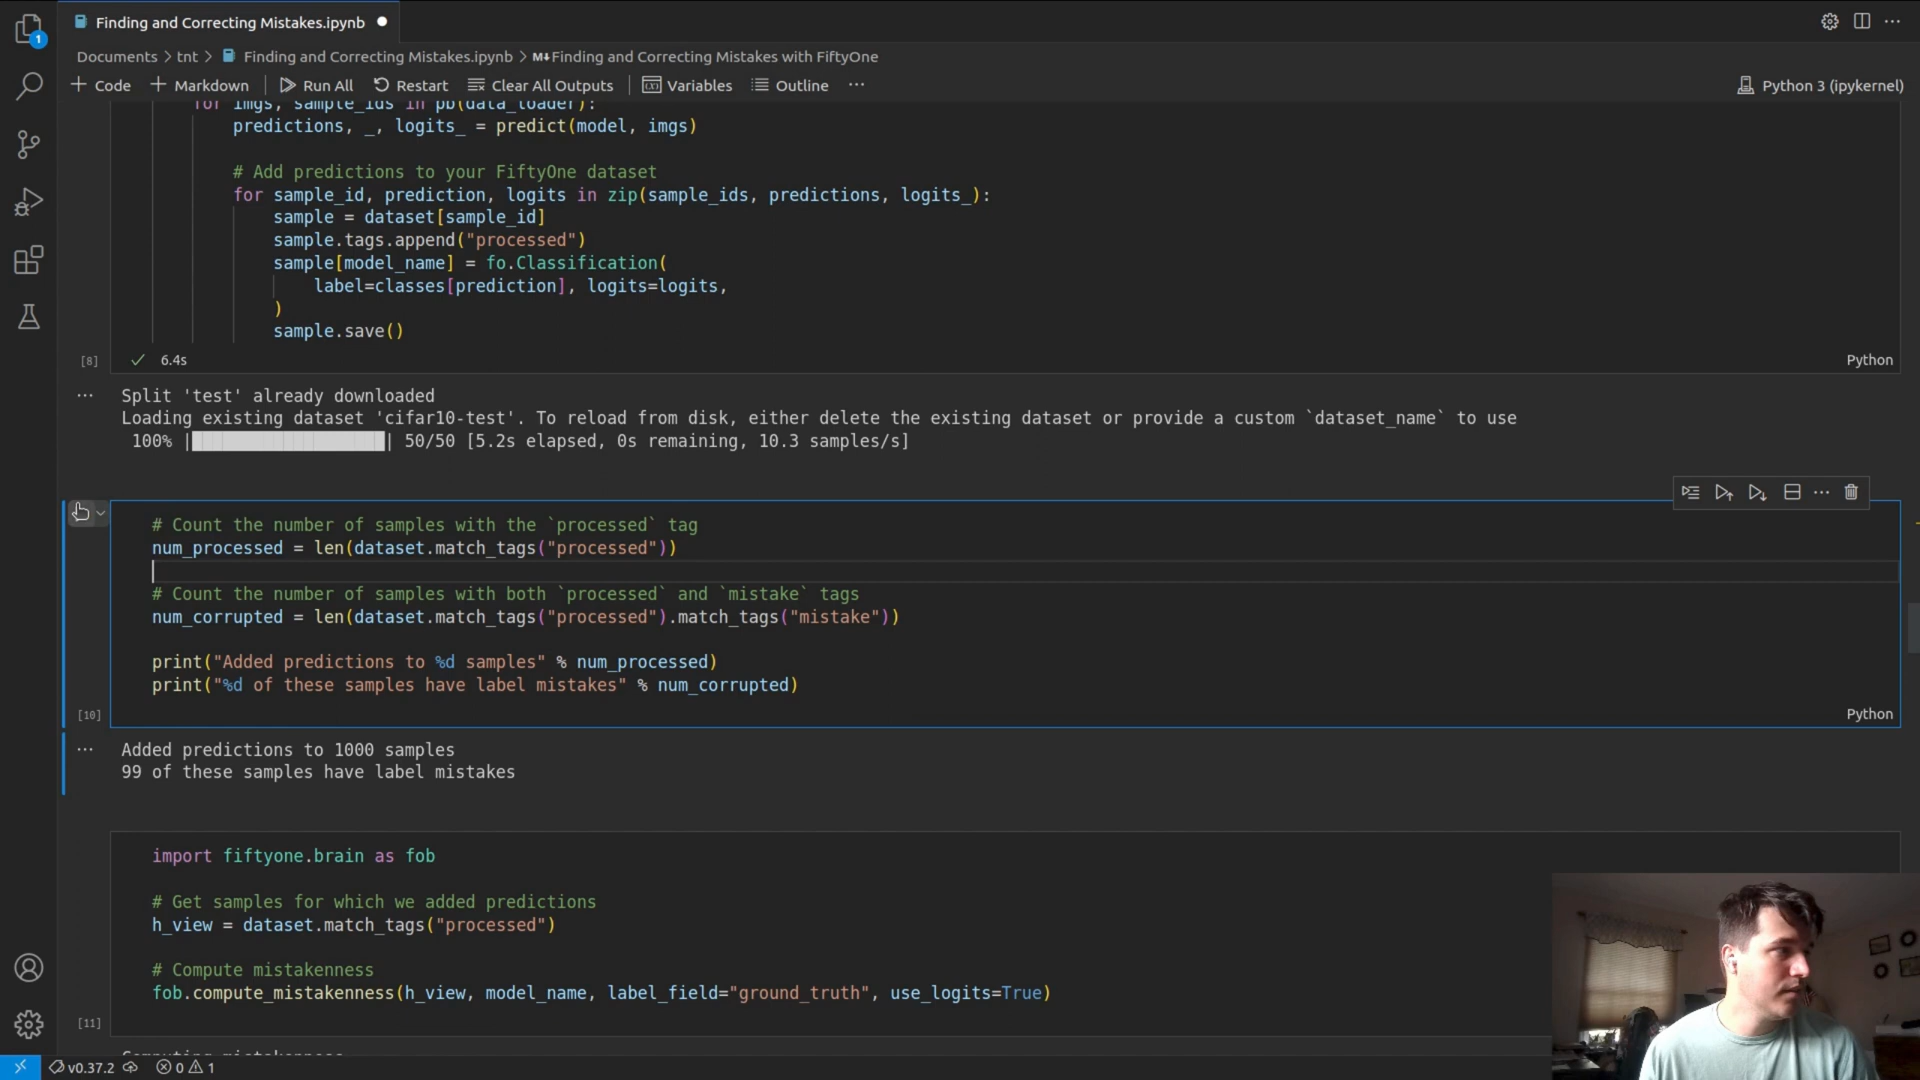 Finding and Correcting Mistakes.ipynb
1
Documents > tnt > Finding and Correcting Mistakes.ipynb > M↓Finding and Correcting Mistakes with FiftyOne
+ Code + Markdown Run All Restart Clear All Outputs Variables Outline ... Python 3 (ipykernel)
for imgs, sample_ids in pb(data_loader):
predictions, _, logits_ = predict(model, imgs)
# Add predictions to your FiftyOne dataset
for sample_id, prediction, logits in zip(sample_ids, predictions, logits_):
sample = dataset[sample_id]
sample.tags.append("processed")
sample[model_name] = fo.Classification(
label=classes[prediction], logits=logits,
)
sample.save()
[8] 6.4s Python
Split 'test' already downloaded
Loading existing dataset 'cifar10-test'. To reload from disk, either delete the existing dataset or provide a custom `dataset_name` to use
100% |████████████████████| 50/50 [5.2s elapsed, 0s remaining, 10.3 samples/s]
# Count the number of samples with the `processed` tag
num_processed = len(dataset.match_tags("processed"))
# Count the number of samples with both `processed` and `mistake` tags
num_corrupted = len(dataset.match_tags("processed").match_tags("mistake"))
print("Added predictions to %d samples" % num_processed)
print("%d of these samples have label mistakes" % num_corrupted)
[10] Python
Added predictions to 1000 samples
99 of these samples have label mistakes
import fiftyone.brain as fob
# Get samples for which we added predictions
h_view = dataset.match_tags("processed")
# Compute mistakenness
fob.compute_mistakenness(h_view, model_name, label_field="ground_truth", use_logits=True)
[11]
Computing mistakenness...
v0.37.2 0 1